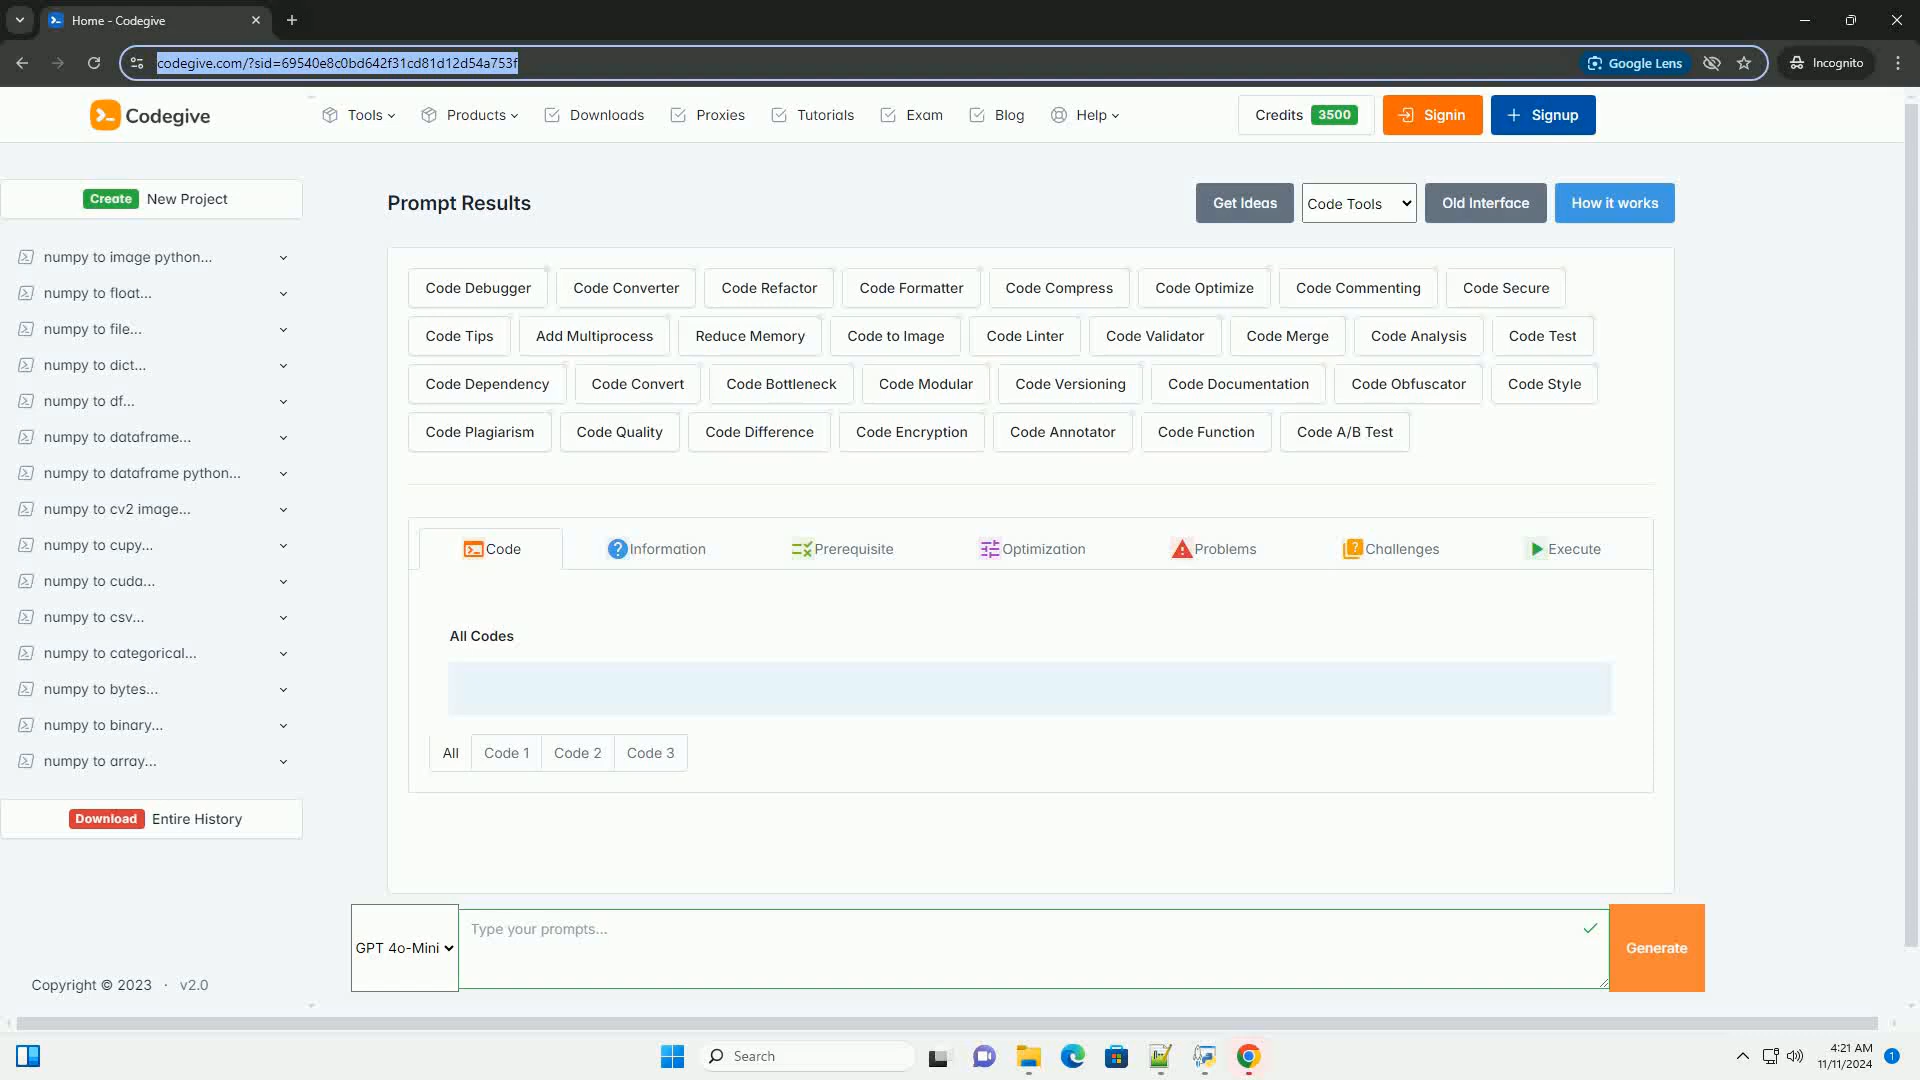 Home - Codegive
codegive.com/?sid=69540e8c0bd642f31cd81d12d54a753f
Google Lens
Incognito
Codegive
Tools
Products
Downloads
Proxies
Tutorials
Exam
Blog
Help
Credits 3500
Signin
Signup
Create New Project
numpy to image python...
numpy to float...
numpy to file...
numpy to dict...
numpy to df...
numpy to dataframe...
numpy to dataframe python...
numpy to cv2 image...
numpy to cupy...
numpy to cuda...
numpy to csv...
numpy to categorical...
numpy to bytes...
numpy to binary...
numpy to array...
Download Entire History
Copyright © 2023 · v2.0
Prompt Results
Get Ideas
Code Tools
Old Interface
How it works
Code Debugger
Code Converter
Code Refactor
Code Formatter
Code Compress
Code Optimize
Code Commenting
Code Secure
Code Tips
Add Multiprocess
Reduce Memory
Code to Image
Code Linter
Code Validator
Code Merge
Code Analysis
Code Test
Code Dependency
Code Convert
Code Bottleneck
Code Modular
Code Versioning
Code Documentation
Code Obfuscator
Code Style
Code Plagiarism
Code Quality
Code Difference
Code Encryption
Code Annotator
Code Function
Code A/B Test
Code
Information
Prerequisite
Optimization
Problems
Challenges
Execute
All Codes
All
Code 1
Code 2
Code 3
GPT 4o-Mini
Type your prompts...
Generate
Search
4:21 AM
11/11/2024
1